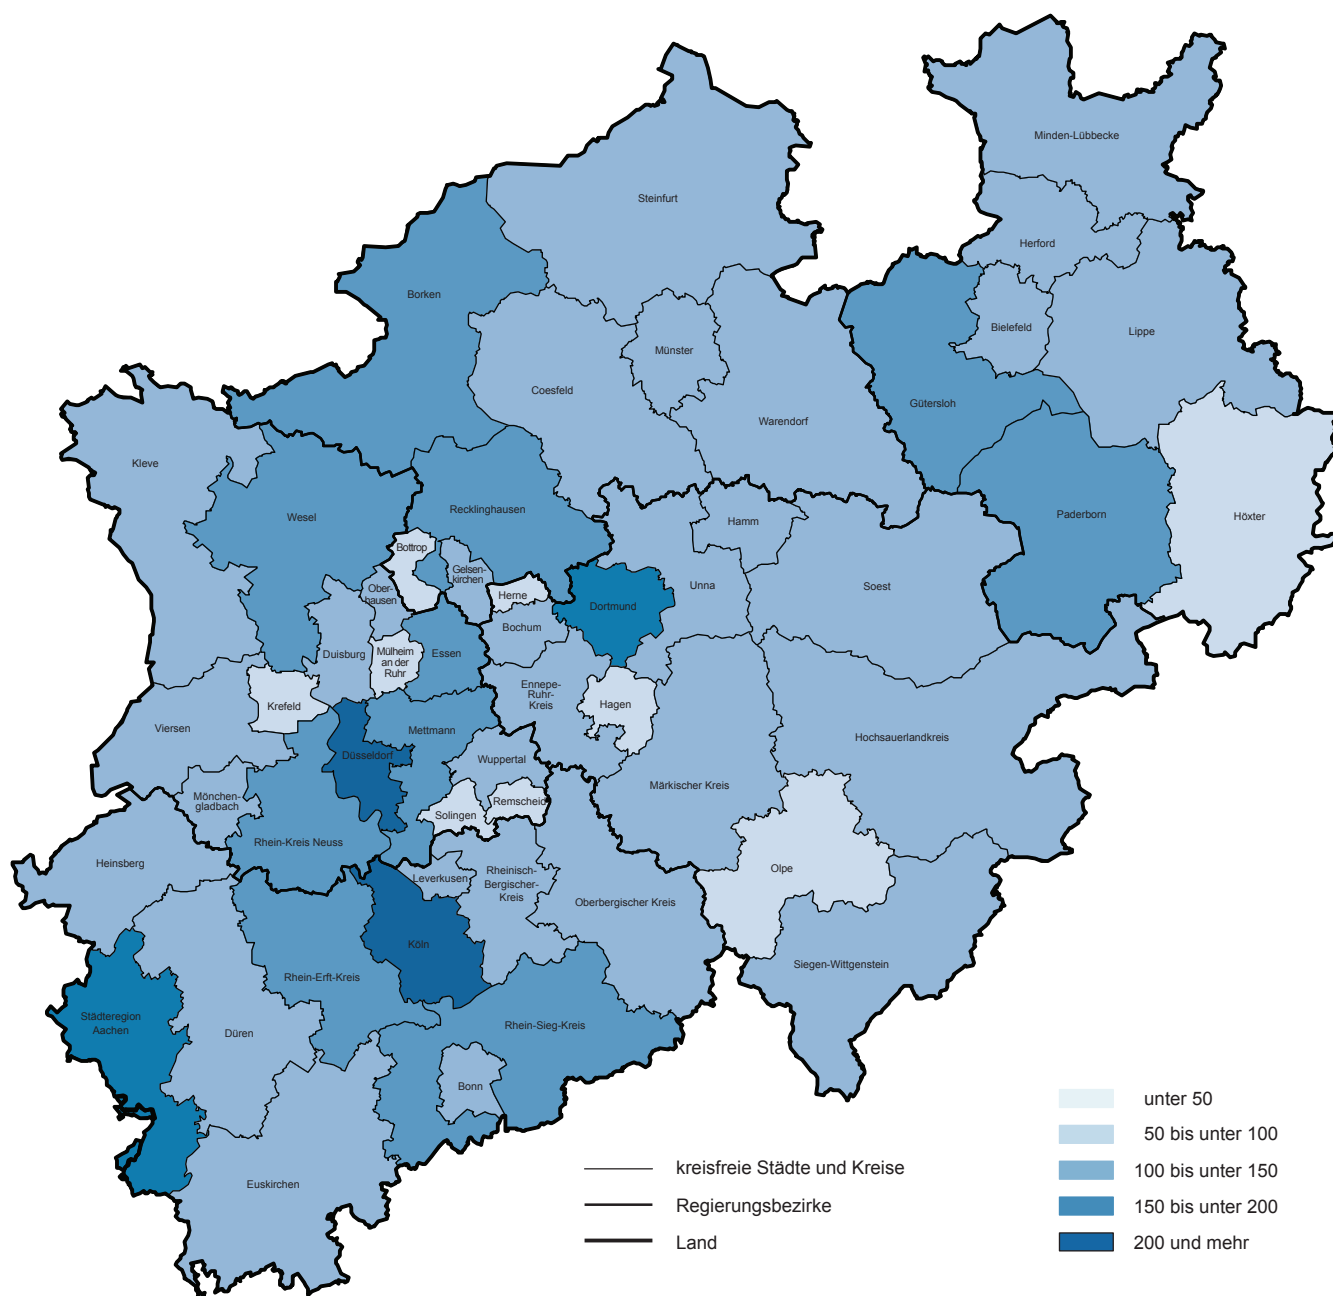 Minden-Lübbecke
Steinfurt
Herford
Borken
Bielefeld
Lippe
Münster
Coesfeld
Gütersloh
Warendorf
Kleve
Recklinghausen
Wesel
Paderborn
Höxter
Hamm
Bottrop
Gelsen-
kirchen
Ober-
hausen
Herne
Dortmund
Unna
Soest
Bochum
Duisburg
Mülheim
an der
Ruhr
Essen
Ennepe-
Ruhr-
Kreis
Hagen
Krefeld
Viersen
Mettmann
Hochsauerlandkreis
Düsseldorf
Wuppertal
Märkischer Kreis
Mönchen-
gladbach
Remscheid
Solingen
Rhein-Kreis Neuss
Heinsberg
Olpe
Leverkusen
Rheinisch-
Bergischer-
Kreis
Oberbergischer Kreis
Köln
Siegen-Wittgenstein
Rhein-Erft-Kreis
Städteregion
Aachen
Düren
Rhein-Sieg-Kreis
Bonn
Euskirchen
kreisfreie Städte und Kreise
Regierungsbezirke
Land
unter 50
50 bis unter 100
100 bis unter 150
150 bis unter 200
200 und mehr